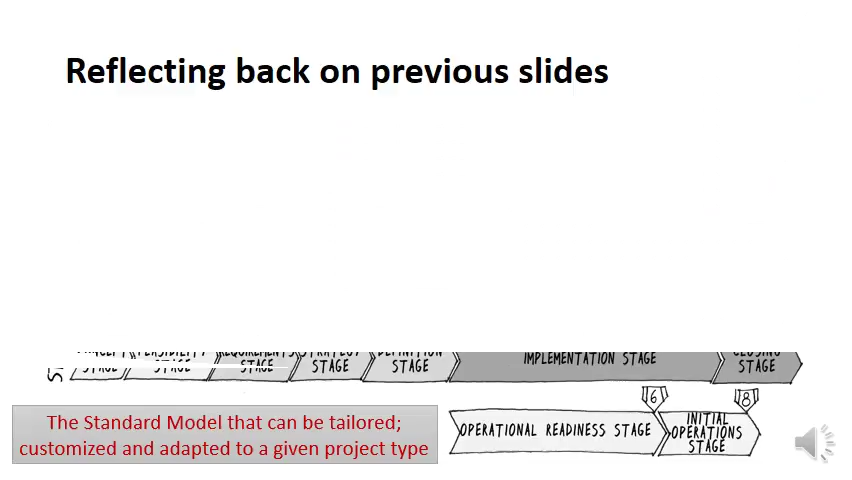 Reflecting back on previous slides
STAGE
STAGE
STAGE
STAGE
STAGE
IMPLEMENTATION STAGE
STAGE
6
8
The Standard Model that can be tailored;
customized and adapted to a given project type
OPERATIONAL READINESS STAGE
INITIAL
OPERATIONS
STAGE